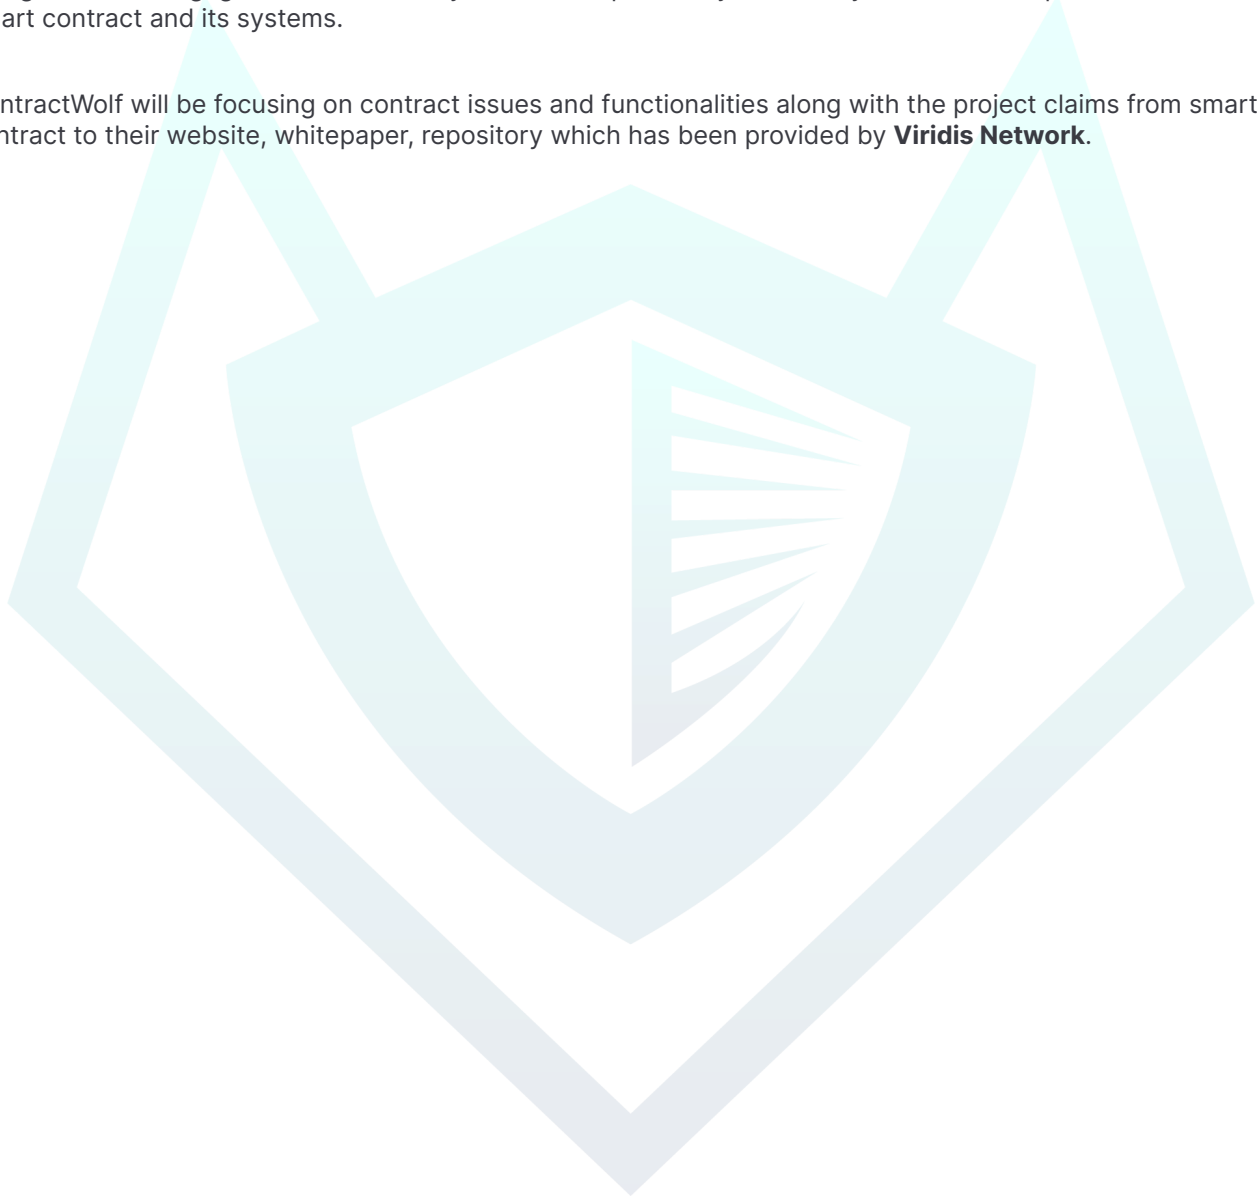 art contract and its systems.
ntractWolf will be focusing on contract issues and functionalities along with the project claims from smart
ntract to their website, whitepaper, repository which has been provided by Viridis Network.